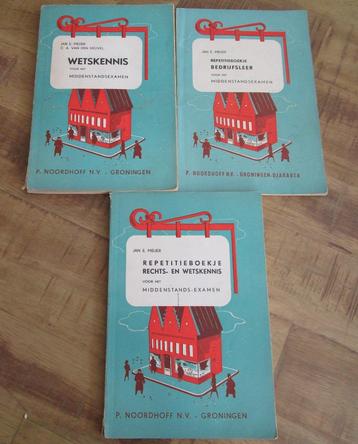 JAN E. MEIJER
C. A. VAN DEN HEUVEL
WETSKENNIS
VOOR HET
MIDDENSTANDSEXAMEN
P. NOORDHOFF N.V. - GRONINGEN
JAN E. MEIJER
REPETITIEBOEKJE
BEDRIJFSLEER
VOOR HET
MIDDENSTANDSEXAMEN
P. NOORDHOFF N.V. - GRONINGEN-DJAKARTA
JAN E. MEIJER
REPETITIEBOEKJE
RECHTS- EN WETSKENNIS
VOOR HET
MIDDENSTANDS-EXAMEN
P. NOORDHOFF N.V. - GRONINGEN